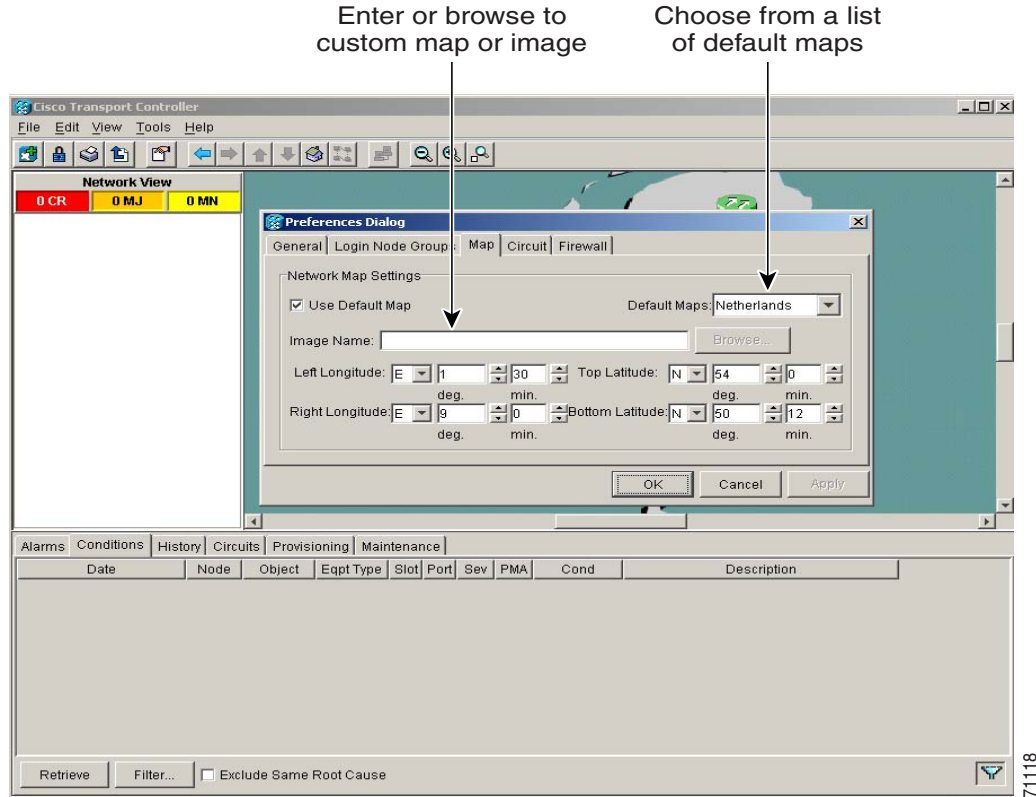 Enter or browse to
custom map or image
Choose from a list
of default maps
Cisco Transport Controller
File Edit View Tools Help
Network View
0 CR 0 MJ 0 MN
Preferences Dialog
General Login Node Groups Map Circuit Firewall
Network Map Settings
Use Default Map Default Maps: Netherlands
Image Name: Browse...
Left Longitude: E 1 30 Top Latitude: N 54 0
deg. min. deg. min.
Right Longitude: E 9 0 Bottom Latitude: N 50 12
deg. min. deg. min.
OK Cancel Apply
Alarms Conditions History Circuits Provisioning Maintenance
Date Node Object Eqpt Type Slot Port Sev PMA Cond Description
Retrieve Filter... Exclude Same Root Cause
71118